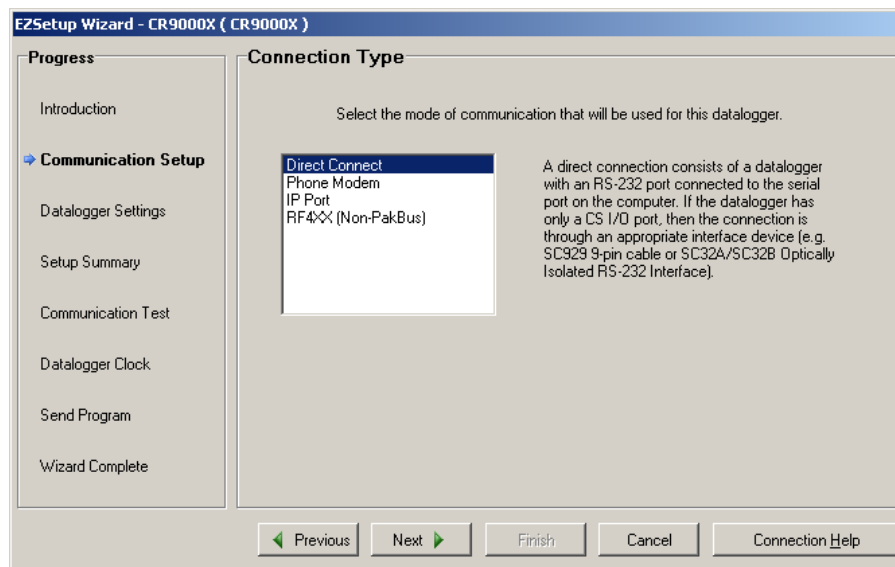 EZSetup Wizard - CR9000X ( CR9000X )
Progress
Introduction
Communication Setup
Datalogger Settings
Setup Summary
Communication Test
Datalogger Clock
Send Program
Wizard Complete
Connection Type
Select the mode of communication that will be used for this datalogger.
Direct Connect
Phone Modem
IP Port
RF4XX (Non-PakBus)
A direct connection consists of a datalogger
with an RS-232 port connected to the serial
port on the computer. If the datalogger has
only a CS I/O port, then the connection is
through an appropriate interface device (e.g.
SC929 9-pin cable or SC32A/SC32B Optically
Isolated RS-232 Interface).
Previous
Next
Finish
Cancel
Connection Help